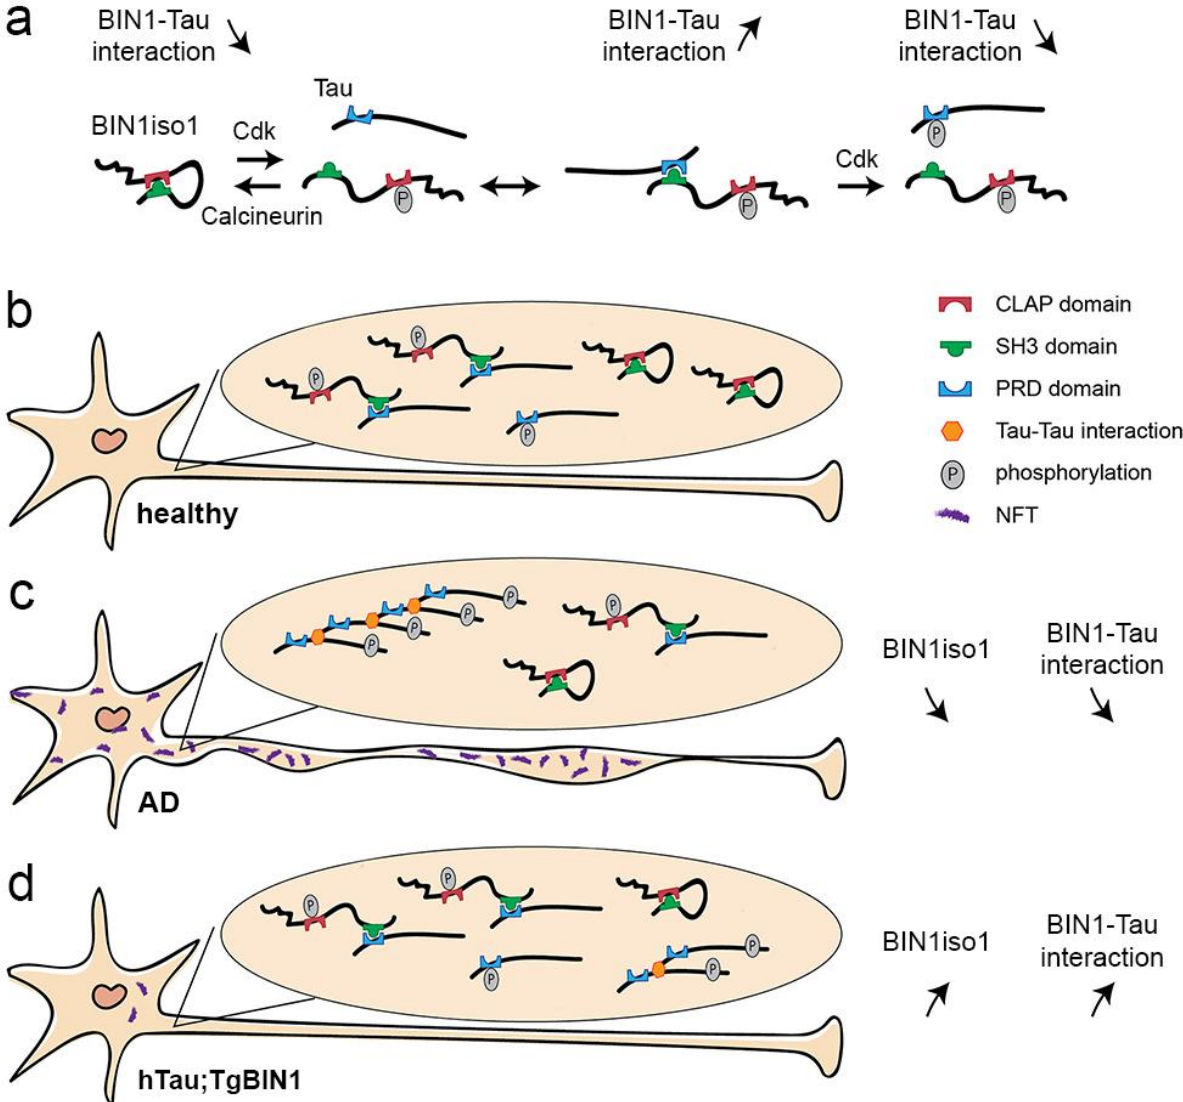 a
BIN1-Tau
interaction
BIN1-Tau
interaction
BIN1-Tau
interaction
Tau
BIN1iso1
Cdk
Calcineurin
P
P
Cdk
P
P
b
P
P
P
healthy
CLAP domain
SH3 domain
PRD domain
Tau-Tau interaction
P
phosphorylation
NFT
c
P
P
P
P
P
AD
BIN1iso1
BIN1-Tau
interaction
d
P
P
P
P
P
hTau;TgBIN1
BIN1iso1
BIN1-Tau
interaction